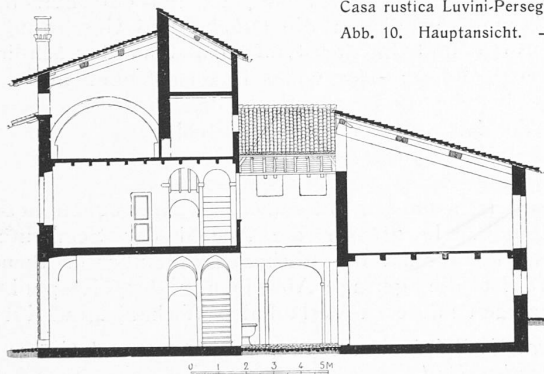 Casa rustica Luvini-Perseg
Abb. 10. Hauptansicht. —
0 1 2 3 4 5M